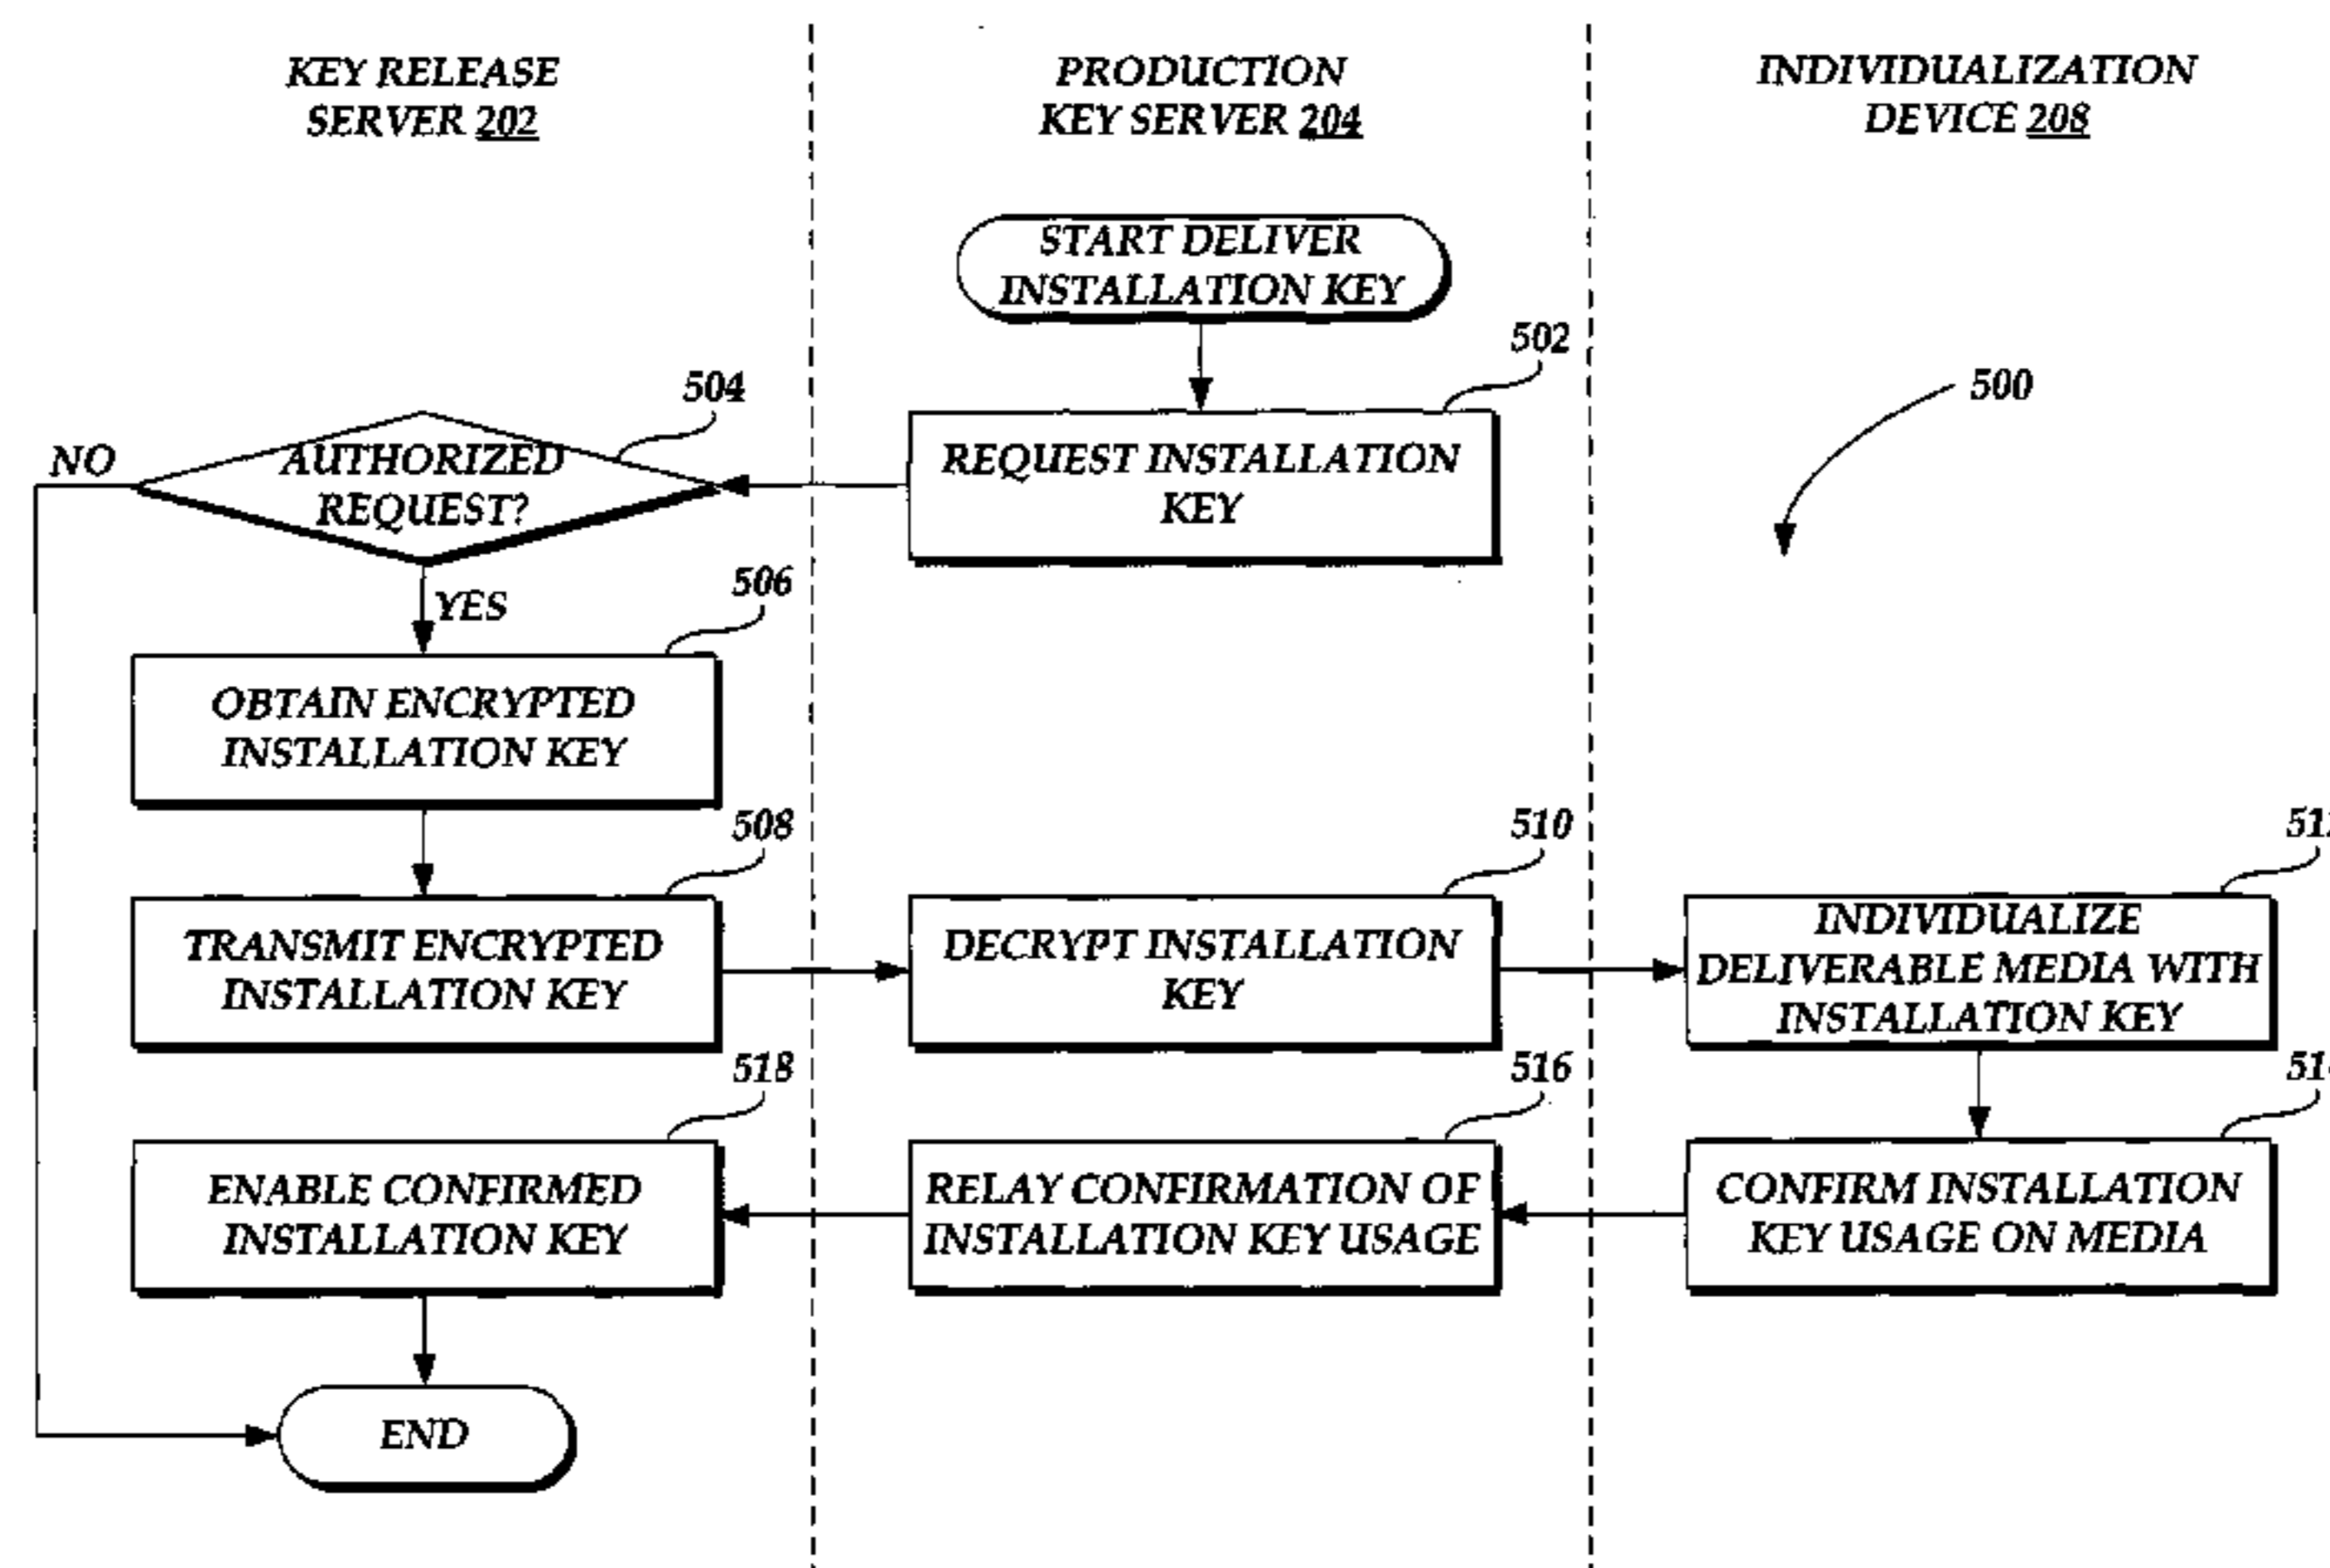 KEY RELEASE
SERVER 202
PRODUCTION
KEY SERVER 204
INDIVIDUALIZATION
DEVICE 208
START DELIVER
INSTALLATION KEY
502
500
504
NO
AUTHORIZED
REQUEST?
REQUEST INSTALLATION
KEY
YES
506
OBTAIN ENCRYPTED
INSTALLATION KEY
508
510
TRANSMIT ENCRYPTED
INSTALLATION KEY
DECRYPT INSTALLATION
KEY
INDIVIDUALIZE
DELIVERABLE MEDIA WITH
INSTALLATION KEY
518
516
ENABLE CONFIRMED
INSTALLATION KEY
RELAY CONFIRMATION OF
INSTALLATION KEY USAGE
CONFIRM INSTALLATION
KEY USAGE ON MEDIA
END